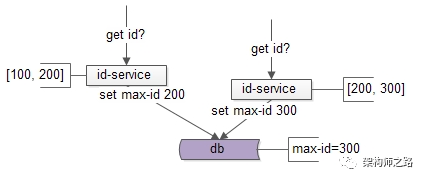 get id?
get id?
[100, 200]
id-service
id-service
[200, 300]
set max-id 200
set max-id 300
db
max-id=300
架构师之路